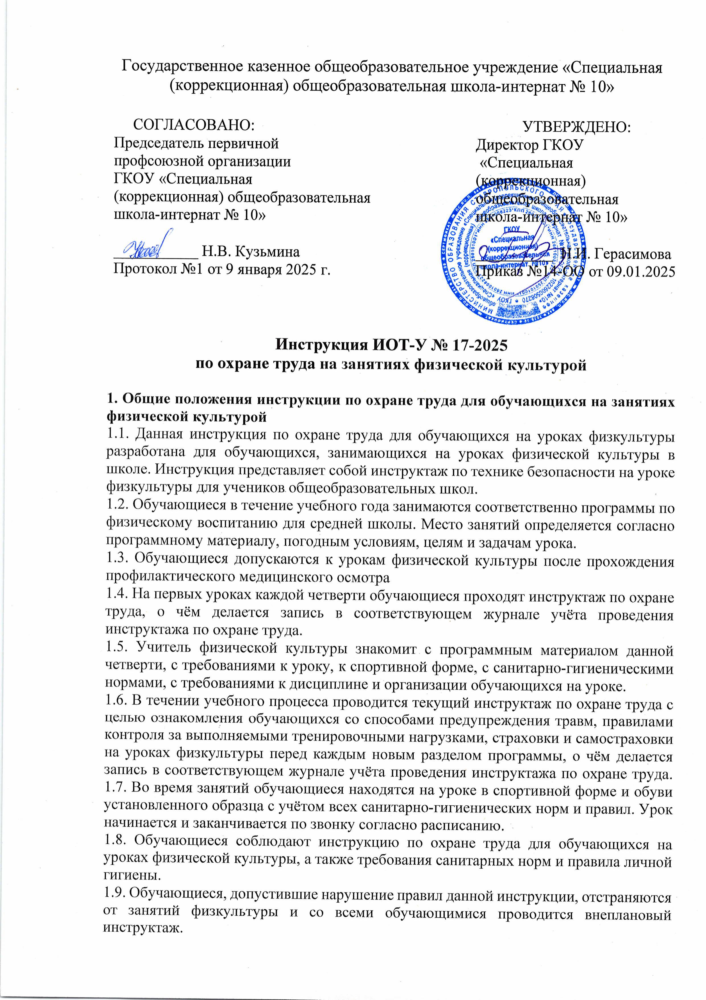 Государственное казенное общеобразовательное учреждение «Специальная
(коррекционная) общеобразовательная школа-интернат № 10»
СОГЛАСОВАНО:
Председатель первичной
профсоюзной организации
ГКОУ «Специальная
(коррекционная) общеобразовательная
школа-интернат № 10»
Н.В. Кузьмина
Протокол №1 от 9 января 2025 г.
УТВЕРЖДЕНО:
Директор ГКОУ
«Специальная
(коррекционная)
общеобразовательная
школа-интернат № 10»
Н.И. Герасимова
Приказ №14-ОО от 09.01.2025
ГКОУ
«Специальная
(коррекционная)
общеобразовательная
школа-интернат №10»
Инструкция ИОТ-У № 17-2025
по охране труда на занятиях физической культурой
1. Общие положения инструкции по охране труда для обучающихся на занятиях
физической культурой
1.1. Данная инструкция по охране труда для обучающихся на уроках физкультуры
разработана для обучающихся, занимающихся на уроках физической культуры в
школе. Инструкция представляет собой инструктаж по технике безопасности на уроке
физкультуры для учеников общеобразовательных школ.
1.2. Обучающиеся в течение учебного года занимаются соответственно программы по
физическому воспитанию для средней школы. Место занятий определяется согласно
программному материалу, погодным условиям, целям и задачам урока.
1.3. Обучающиеся допускаются к урокам физической культуры после прохождения
профилактического медицинского осмотра
1.4. На первых уроках каждой четверти обучающиеся проходят инструктаж по охране
труда, о чём делается запись в соответствующем журнале учёта проведения
инструктажа по охране труда.
1.5. Учитель физической культуры знакомит с программным материалом данной
четверти, с требованиями к уроку, к спортивной форме, с санитарно-гигиеническими
нормами, с требованиями к дисциплине и организации обучающихся на уроке.
1.6. В течении учебного процесса проводится текущий инструктаж по охране труда с
целью ознакомления обучающихся со способами предупреждения травм, правилами
контроля за выполняемыми тренировочными нагрузками, страховки и самостраховки
на уроках физкультуры перед каждым новым разделом программы, о чём делается
запись в соответствующем журнале учёта проведения инструктажа по охране труда.
1.7. Во время занятий обучающиеся находятся на уроке в спортивной форме и обуви
установленного образца с учётом всех санитарно-гигиенических норм и правил. Урок
начинается и заканчивается по звонку согласно расписанию.
1.8. Обучающиеся соблюдают инструкцию по охране труда для обучающихся на
уроках физической культуры, а также требования санитарных норм и правила личной
гигиены.
1.9. Обучающиеся, допустившие нарушение правил данной инструкции, отстраняются
от занятий физкультуры и со всеми обучающимися проводится внеплановый
инструктаж.